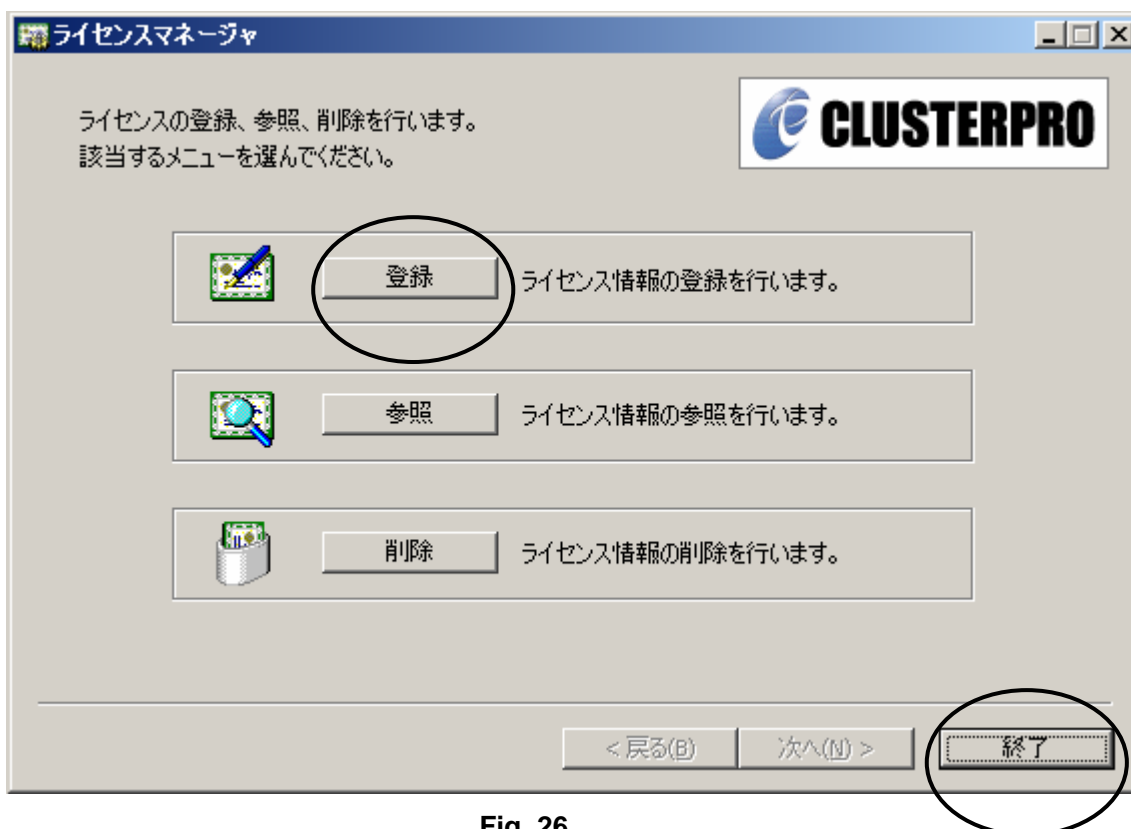 ライセンスマネージャ
ライセンスの登録、参照、削除を行います。
該当するメニューを選んでください。
CLUSTERPRO
登録 ライセンス情報の登録を行います。
参照 ライセンス情報の参照を行います。
削除 ライセンス情報の削除を行います。
< 戻る(B) 次へ(N) > 終了
Fig. 26